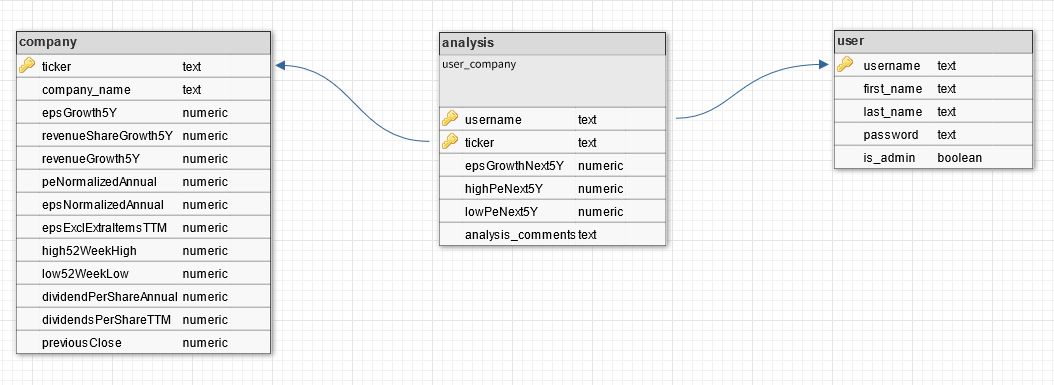 company
ticker text
company_name text
epsGrowth5Y numeric
revenueShareGrowth5Y numeric
revenueGrowth5Y numeric
peNormalizedAnnual numeric
epsNormalizedAnnual numeric
epsExclExtraItemsTTM numeric
high52WeekHigh numeric
low52WeekLow numeric
dividendPerShareAnnual numeric
dividendsPerShareTTM numeric
previousClose numeric
analysis
user_company
username text
ticker text
epsGrowthNext5Y numeric
highPeNext5Y numeric
lowPeNext5Y numeric
analysis_comments text
user
username text
first_name text
last_name text
password text
is_admin boolean